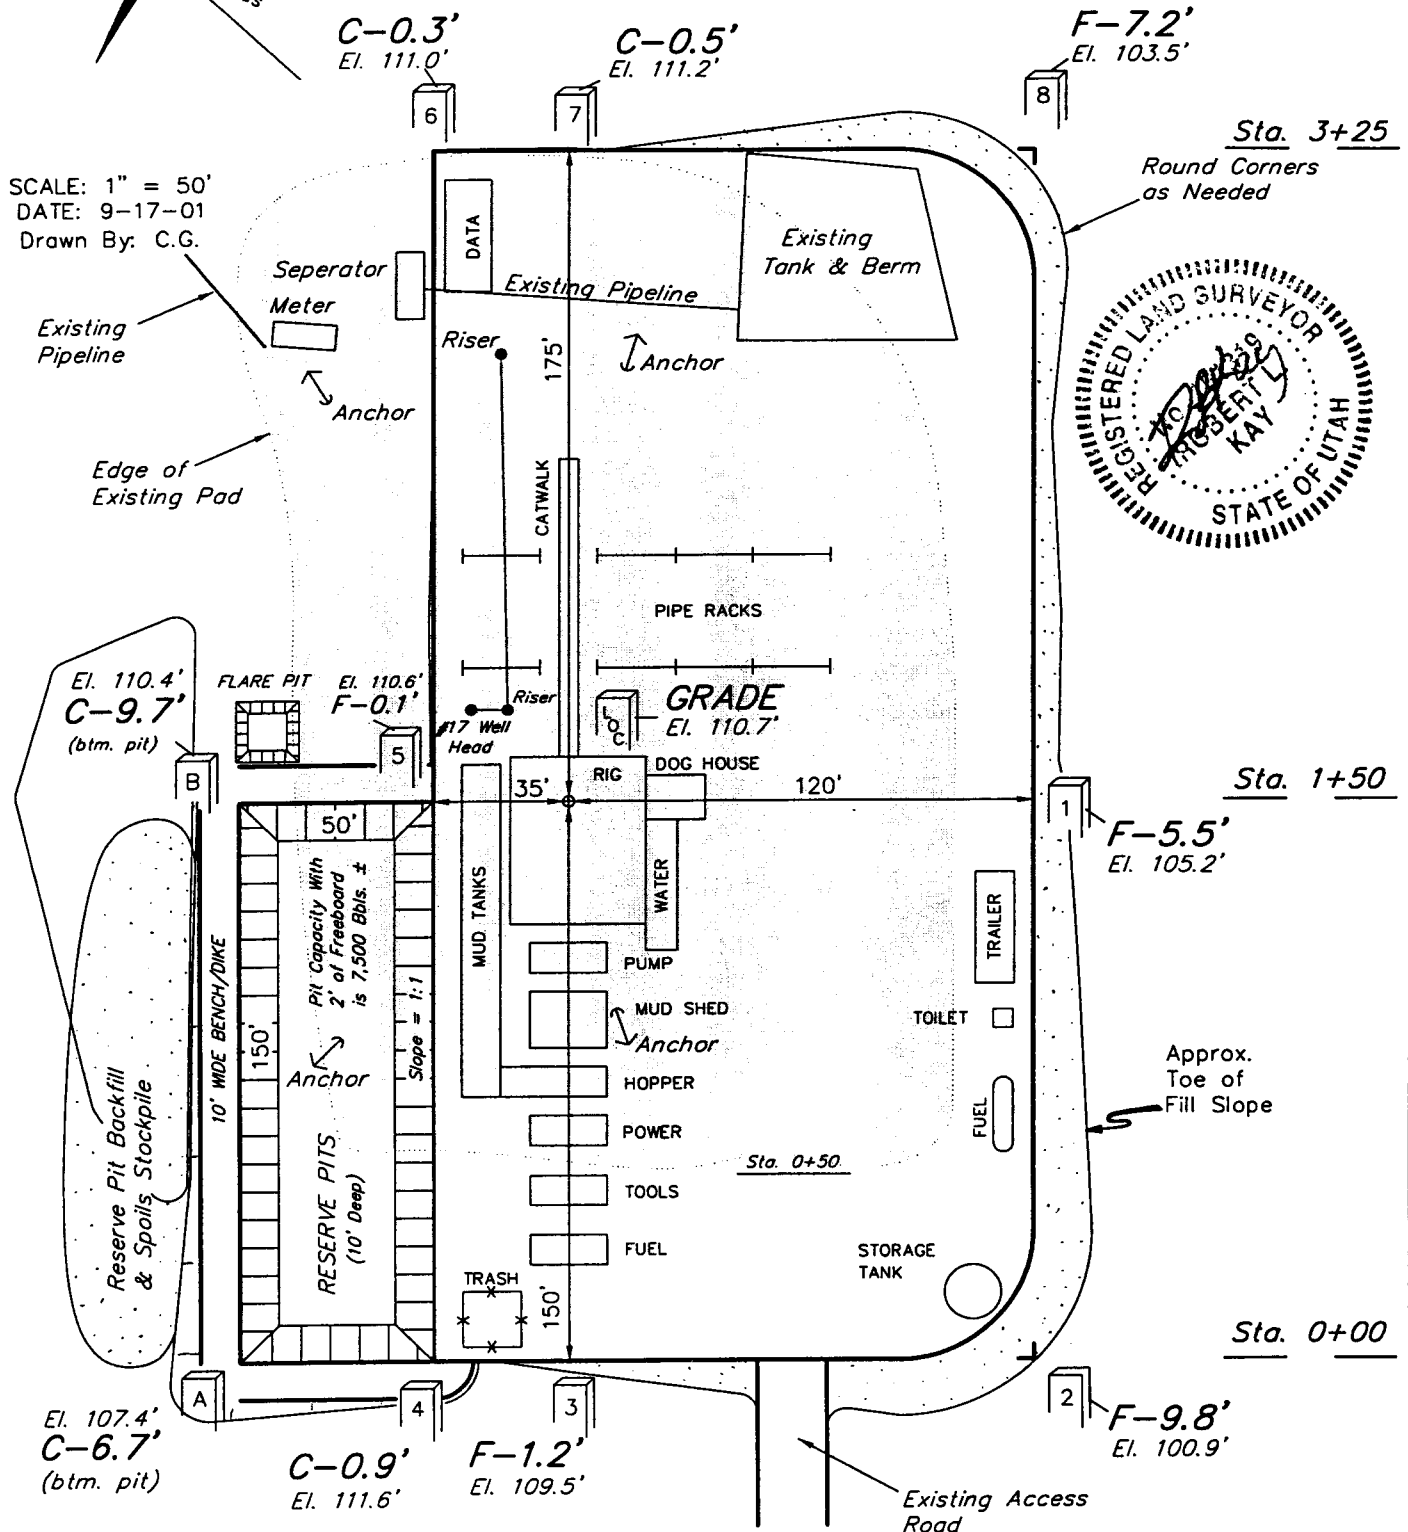 C-0.3'
El. 111.0'
C-0.5'
El. 111.2'
F-7.2'
El. 103.5'
6
7
8
Sta. 3+25
Round Corners
as Needed
SCALE: 1" = 50'
DATE: 9-17-01
Drawn By: C.G.
DATA
Existing
Tank & Berm
Seperator
Existing Pipeline
Meter
Existing
Pipeline
Riser
175'
Anchor
Anchor
REGISTERED LAND SURVEYOR
ROBERT L.
KAY
STATE OF UTAH
Edge of
Existing Pad
CATWALK
PIPE RACKS
El. 110.4'
C-9.7'
(btm. pit)
FLARE PIT
El. 110.6'
F-0.1'
Riser
#17 Well
Head
LOC.
GRADE
El. 110.7'
B
5
RIG
DOG HOUSE
35'
120'
Sta. 1+50
1
F-5.5'
El. 105.2'
50'
Pit Capacity With
2' of Freeboard
is 7,500 Bbls. ±
MUD TANKS
WATER
TRAILER
PUMP
10' WIDE BENCH/DIKE
Slope = 1:1
MUD SHED
TOILET
150'
Anchor
Anchor
HOPPER
FUEL
Approx.
Toe of
Fill Slope
Reserve Pit Backfill
& Spoils Stockpile
RESERVE PITS
(10' Deep)
POWER
Sta. 0+50
TOOLS
FUEL
STORAGE
TANK
TRASH
150'
Sta. 0+00
A
4
3
2
El. 107.4'
C-6.7'
(btm. pit)
C-0.9'
El. 111.6'
F-1.2'
El. 109.5'
F-9.8'
El. 100.9'
Existing Access
Road